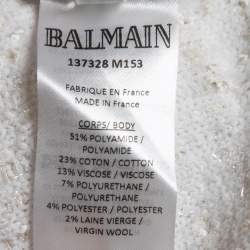 BALMAIN
137328 M153
FABRIQUE EN France
MADE IN France
CORPS/ BODY
51% POLYAMIDE /
POLYAMIDE
23% COTON / COTTON
13% VISCOSE / VISCOSE
7% POLYURETHANE /
POLYURETHANE
4% POLYESTER / POLYESTER
2% LAINE VIERGE /
VIRGIN WOOL